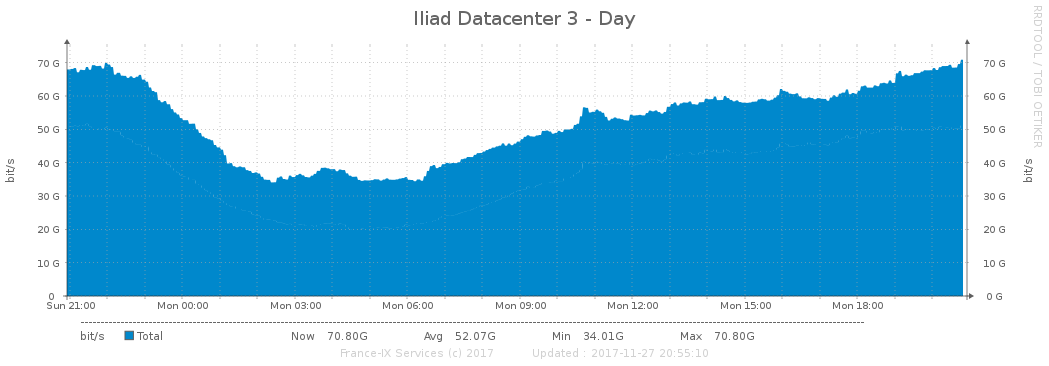 Iliad Datacenter 3 - Day
RRDTOOL / TOBI OETIKER
bit/s
70 G 70 G
60 G 60 G
50 G 50 G
40 G 40 G
30 G 30 G
20 G 20 G
10 G 10 G
0 0 G
bit/s
Sun 21:00 Mon 00:00 Mon 03:00 Mon 06:00 Mon 09:00 Mon 12:00 Mon 15:00 Mon 18:00
bit/s Total Now 70.80G Avg 52.07G Min 34.01G Max 70.80G
France-IX Services (c) 2017 Updated : 2017-11-27 20:55:10